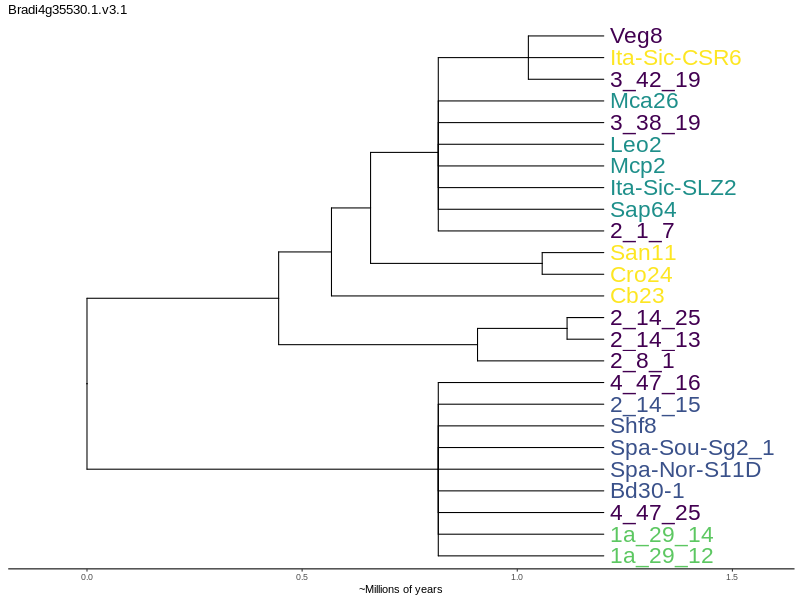 Bradi4g35530.1.v3.1
Veg8
Ita-Sic-CSR6
3_42_19
Mca26
3_38_19
Leo2
Mcp2
Ita-Sic-SLZ2
Sap64
2_1_7
San11
Cro24
Cb23
2_14_25
2_14_13
2_8_1
4_47_16
2_14_15
Shf8
Spa-Sou-Sg2_1
Spa-Nor-S11D
Bd30-1
4_47_25
1a_29_14
1a_29_12
0.0 0.5 1.0 1.5
~Millions of years